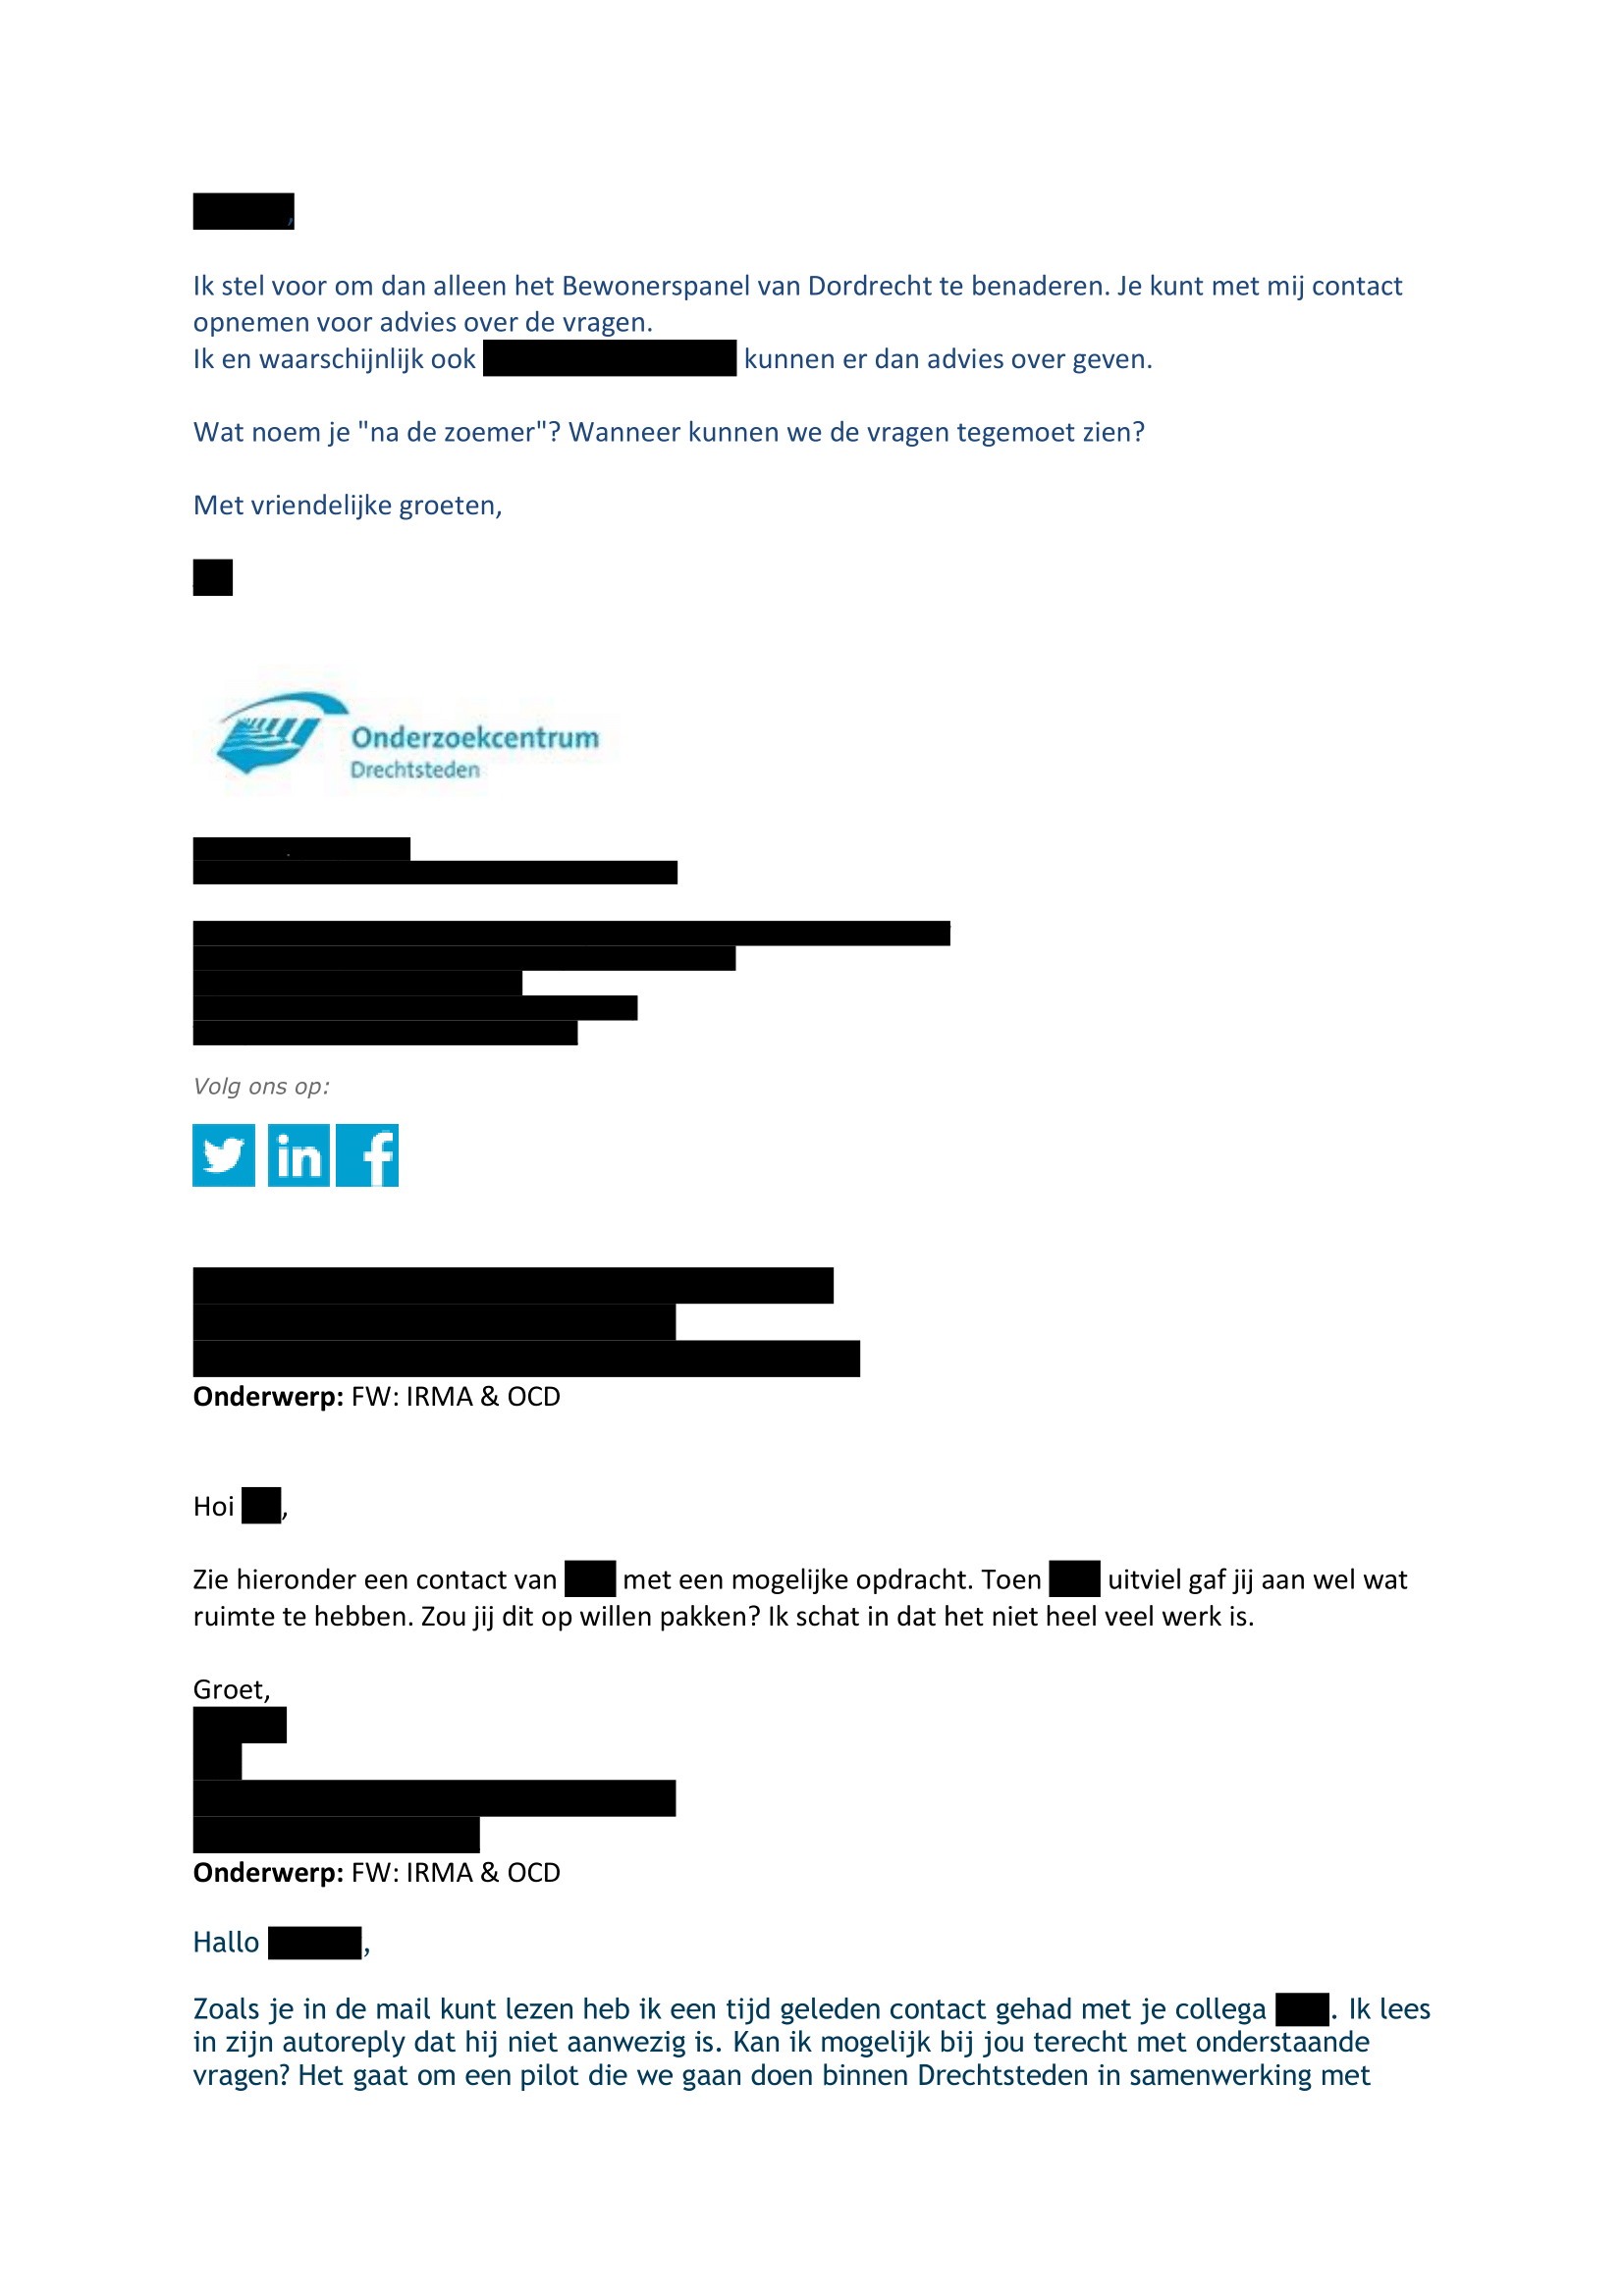 ,
Ik stel voor om dan alleen het Bewonerspanel van Dordrecht te benaderen. Je kunt met mij contact
opnemen voor advies over de vragen.
Ik en waarschijnlijk ook kunnen er dan advies over geven.
Wat noem je "na de zoemer"? Wanneer kunnen we de vragen tegemoet zien?
Met vriendelijke groeten,
Onderzoekcentrum
Drechtsteden
Volg ons op:
in f
Onderwerp: FW: IRMA & OCD
Hoi ,
Zie hieronder een contact van met een mogelijke opdracht. Toen uitviel gaf jij aan wel wat
ruimte te hebben. Zou jij dit op willen pakken? Ik schat in dat het niet heel veel werk is.
Groet,
Onderwerp: FW: IRMA & OCD
Hallo ,
Zoals je in de mail kunt lezen heb ik een tijd geleden contact gehad met je collega . Ik lees
in zijn autoreply dat hij niet aanwezig is. Kan ik mogelijk bij jou terecht met onderstaande
vragen? Het gaat om een pilot die we gaan doen binnen Drechtsteden in samenwerking met